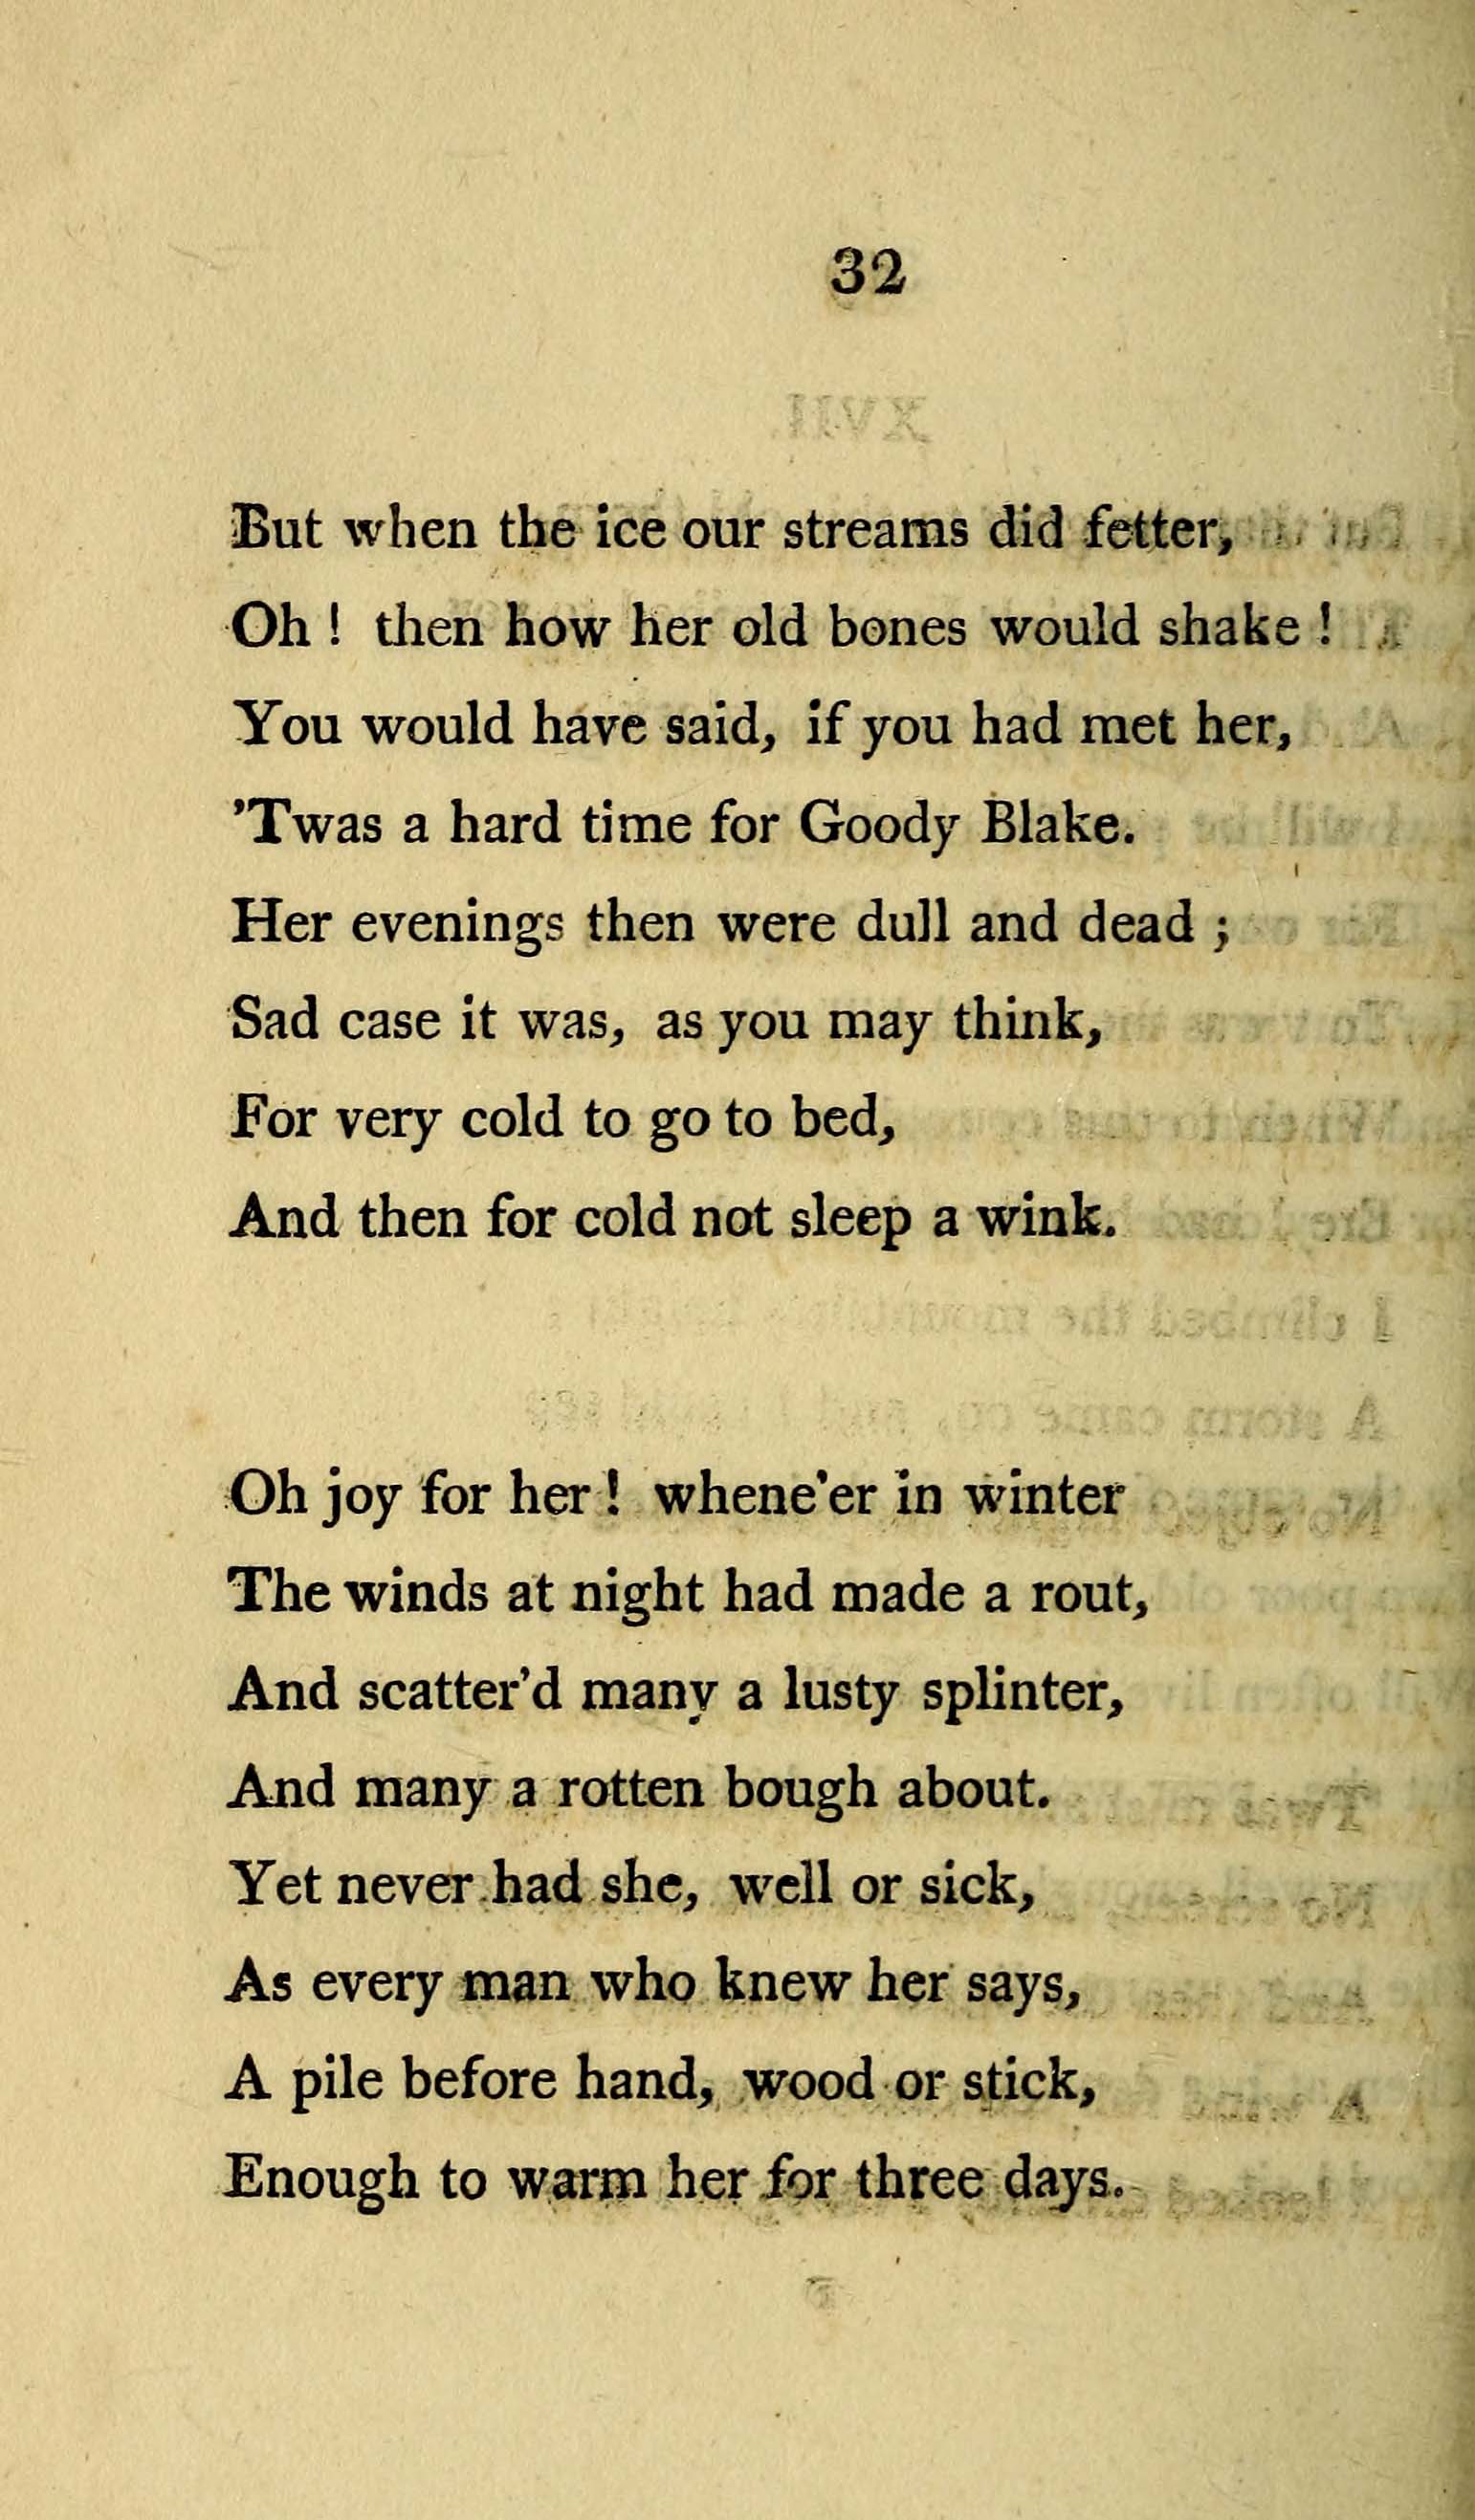 32
But when the ice our streams did fetter,
Oh ! then how her old bones would shake !
You would have said, if you had met her,
'Twas a hard time for Goody Blake.
Her evenings then were dull and dead ;
Sad case it was, as you may think,
For very cold to go to bed,
And then for cold not sleep a wink.
Oh joy for her ! whene'er in winter
The winds at night had made a rout,
And scatter'd many a lusty splinter,
And many a rotten bough about.
Yet never had she, well or sick,
As every man who knew her says,
A pile before hand, wood or stick,
Enough to warm her for three days.